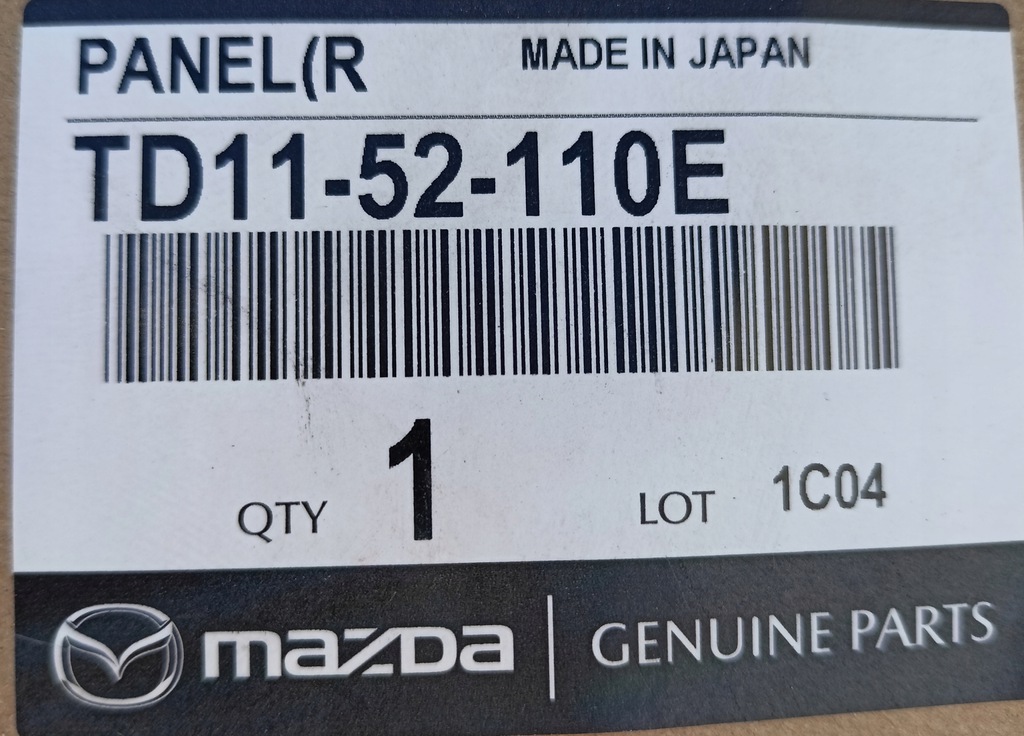 PANEL(R MADE IN JAPAN
TD11-52-110E
QTY 1 LOT 1C04
mazda GENUINE PARTS